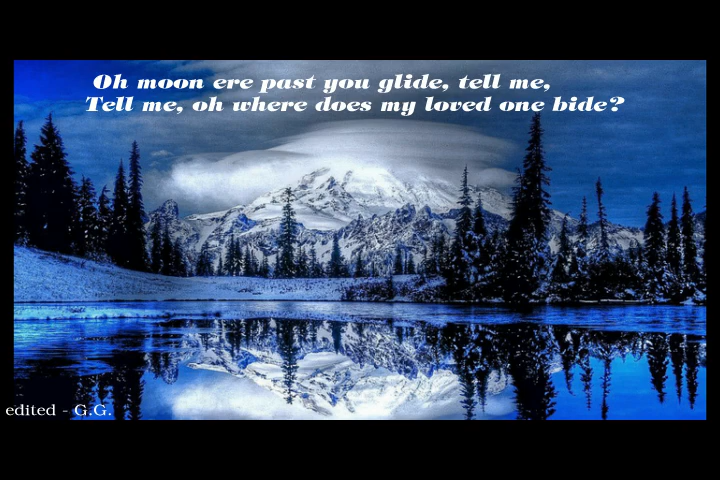 Oh moon ere past you glide, tell me,
Tell me, oh where does my loved one bide?
edited - G.G.